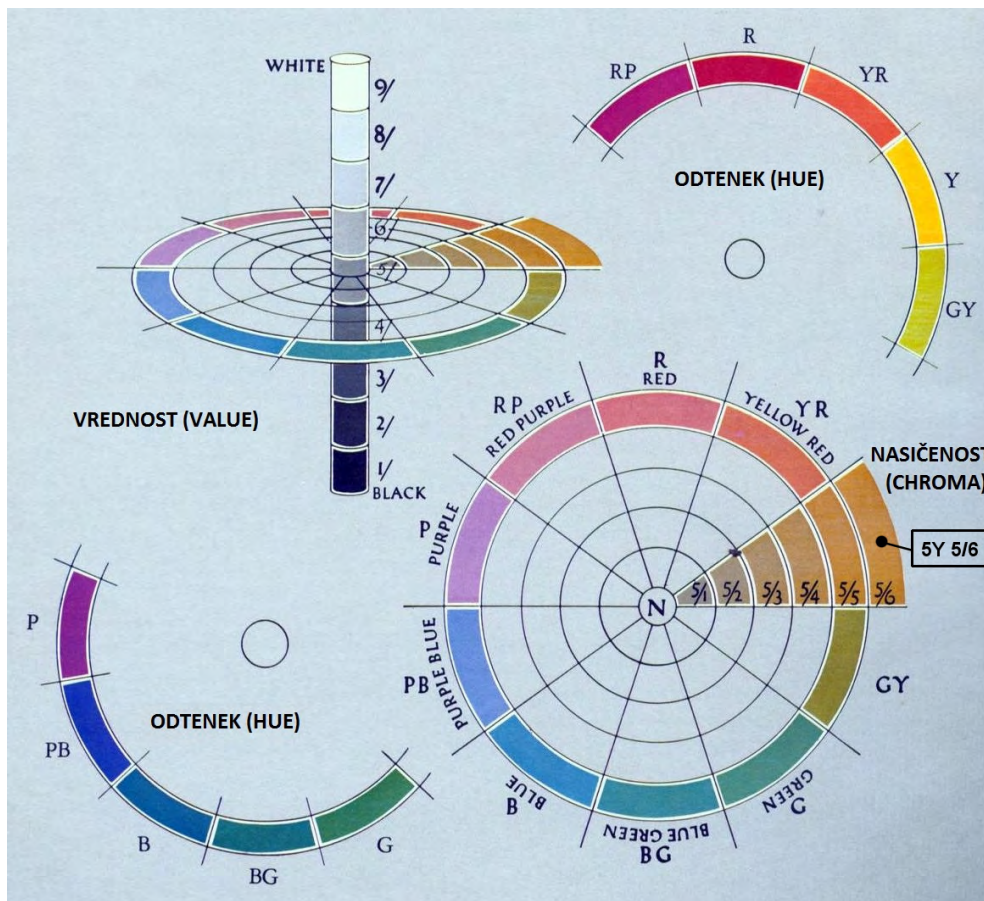 WHITE
9/
8/
7/
6/
5/
4/
3/
2/
1/
BLACK
VREDNOST (VALUE)
RP
R
YR
Y
GY
ODTENEK (HUE)
R
RED
RP
RED PURPLE
YR
YELLOW RED
NASIČENOST
(CHROMA)
5Y 5/6
P
PURPLE
N
5/1
5/2
5/3
5/4
5/5
5/6
PB
PURPLE BLUE
GY
B
BLUE
BG
BLUE GREEN
G
GREEN
P
PB
B
BG
G
ODTENEK (HUE)